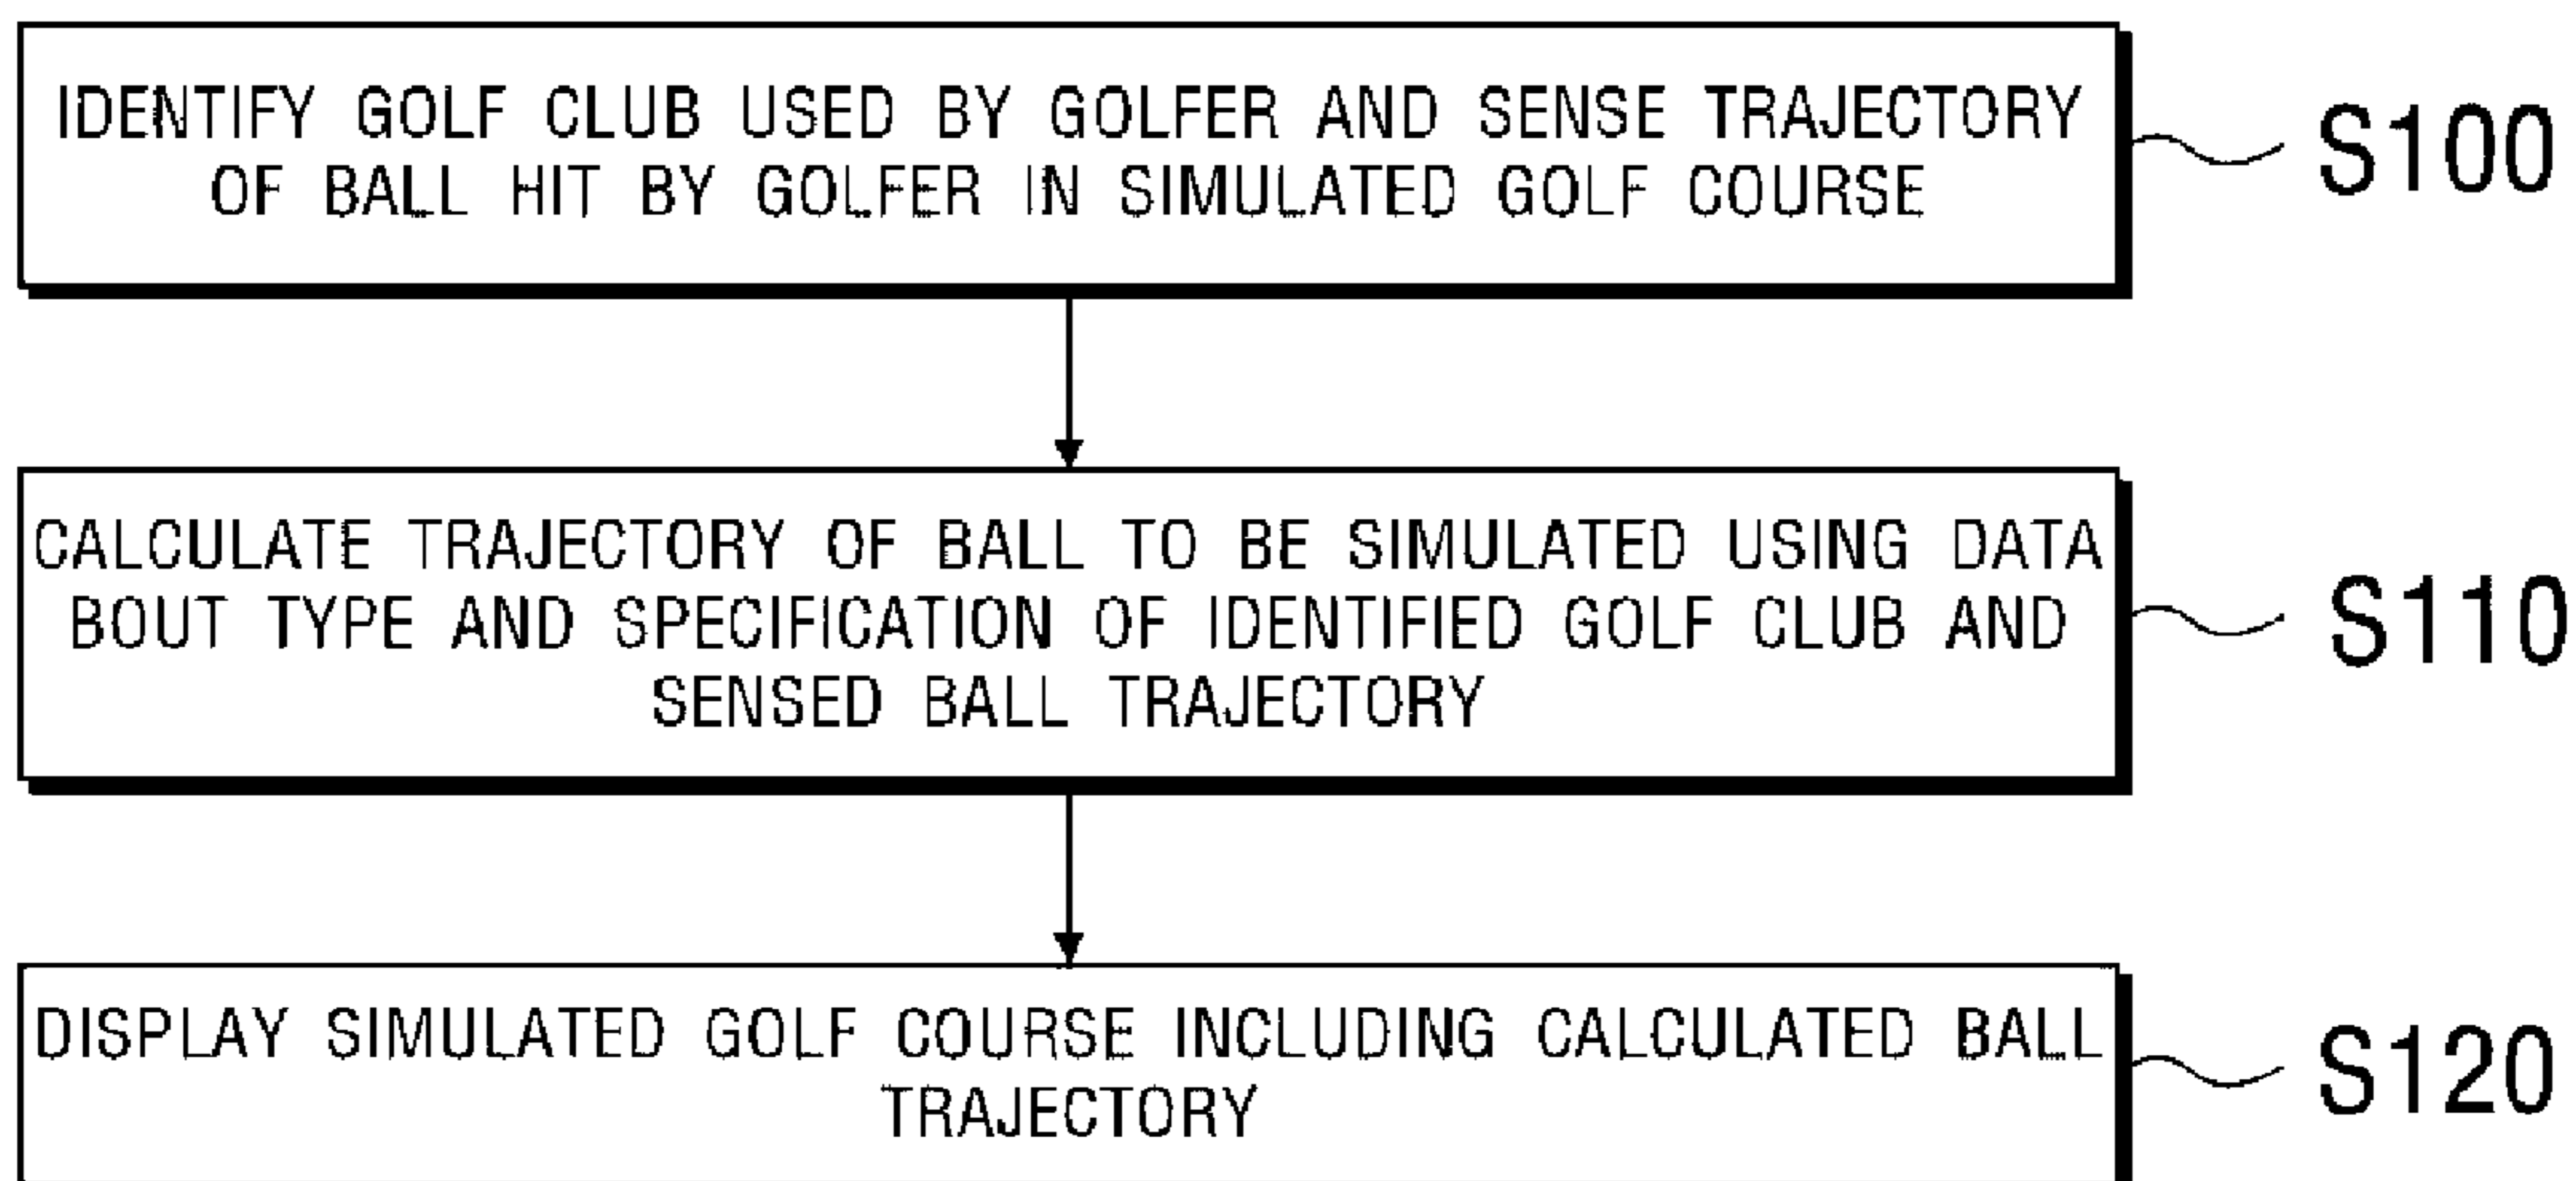 IDENTIFY GOLF CLUB USED BY GOLFER AND SENSE TRAJECTORY
OF BALL HIT BY GOLFER IN SIMULATED GOLF COURSE
S100
CALCULATE TRAJECTORY OF BALL TO BE SIMULATED USING DATA
BOUT TYPE AND SPECIFICATION OF IDENTIFIED GOLF CLUB AND
SENSED BALL TRAJECTORY
S110
DISPLAY SIMULATED GOLF COURSE INCLUDING CALCULATED BALL
TRAJECTORY
S120